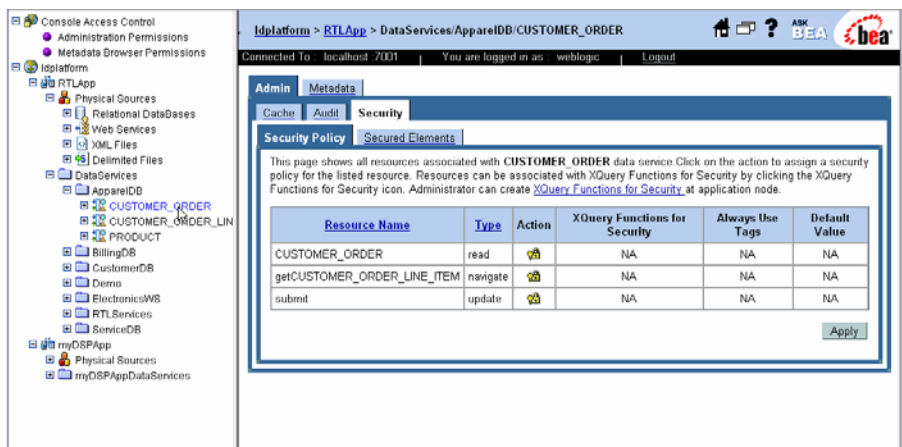 Console Access Control
Administration Permissions
Metadata Browser Permissions
ldplatform
RTLApp
Physical Sources
Relational DataBases
Web Services
XML Files
Delimited Files
DataServices
ApparelDB
CUSTOMER_ORDER
CUSTOMER_ORDER_LIN
PRODUCT
BillingDB
CustomerDB
Demo
ElectronicsWS
RTLServices
ServiceDB
myDSPApp
Physical Sources
myDSPAppDataServices
ldplatform > RTLApp > DataServices/ApparelDB/CUSTOMER_ORDER
? ASK BEA bea
Connected To : localhost :7001 | You are logged in as : weblogic | Logout
Admin Metadata
Cache Audit Security
Security Policy Secured Elements
This page shows all resources associated with CUSTOMER_ORDER data service.Click on the action to assign a security
policy for the listed resource. Resources can be associated with XQuery Functions for Security by clicking the XQuery
Functions for Security icon. Administrator can create XQuery Functions for Security at application node.
Resource Name Type Action XQuery Functions for Security Always Use Tags Default Value
CUSTOMER_ORDER read NA NA NA
getCUSTOMER_ORDER_LINE_ITEM navigate NA NA NA
submit update NA NA NA
Apply